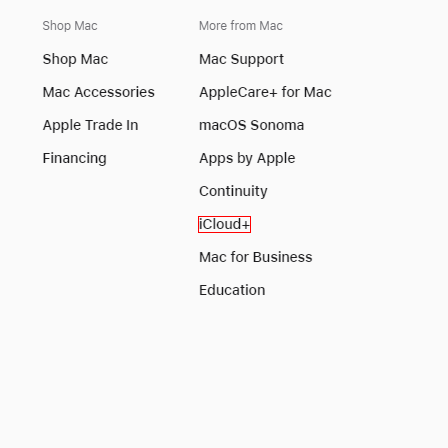 Shop Mac
Shop Mac
Mac Accessories
Apple Trade In
Financing
More from Mac
Mac Support
AppleCare+ for Mac
macOS Sonoma
Apps by Apple
Continuity
iCloud+
Mac for Business
Education